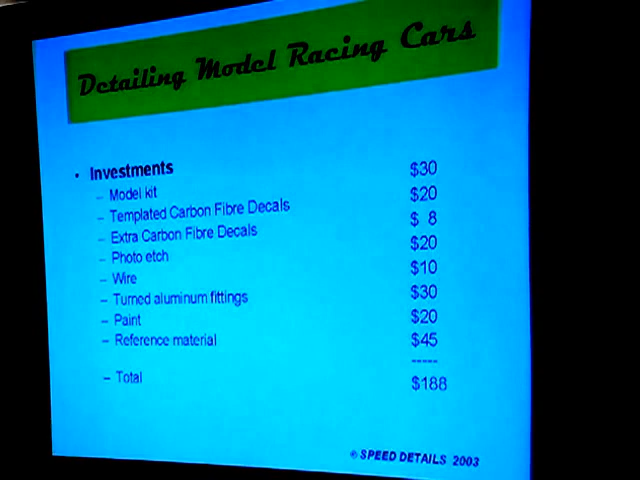 Detailing Model Racing Cars
• Investments
– Model kit $30
– Templated Carbon Fibre Decals $20
– Extra Carbon Fibre Decals $ 8
– Photo etch $20
– Wire $10
– Turned aluminum fittings $30
– Paint $20
– Reference material $45
-----
– Total $188
© SPEED DETAILS 2003